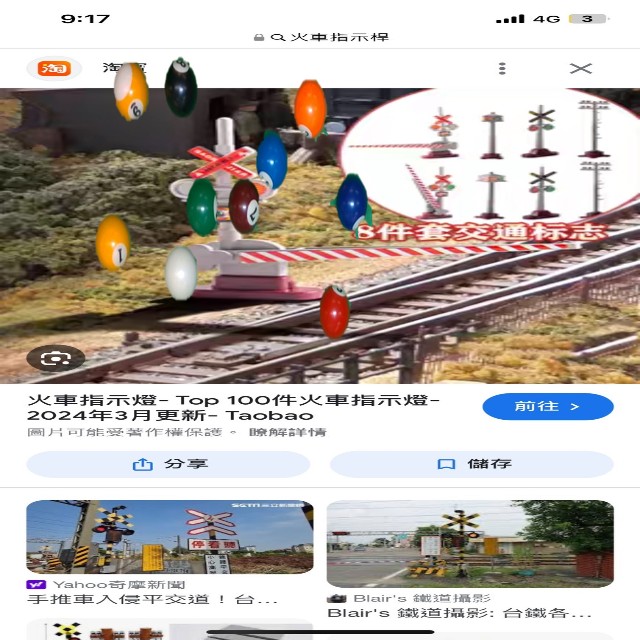 9:17
4G
3
火車指示桿
淘
8件套交通标志
1
2
火車指示燈- Top 100件火車指示燈-
2024年3月更新- Taobao
前往 >
圖片可能受著作權保護。 瞭解詳情
分享
儲存
停看聽
Yahoo奇摩新聞
手推車入侵平交道！台...
Blair's 鐵道攝影
Blair's 鐵道攝影: 台鐵各...